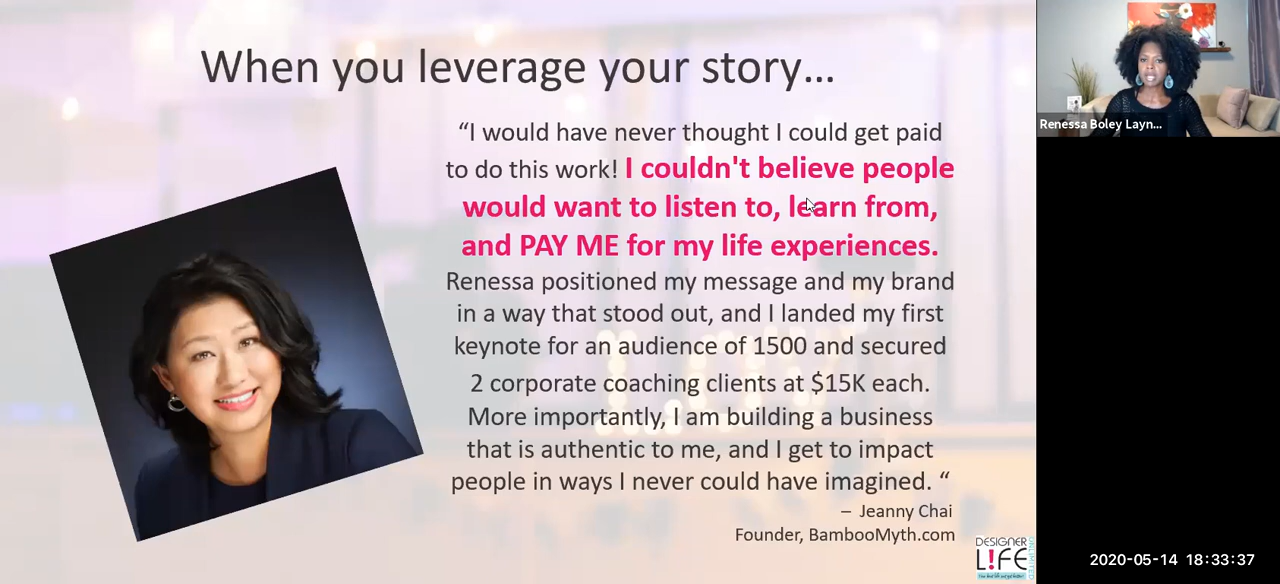 When you leverage your story...
“I would have never thought I could get paid
to do this work! I couldn't believe people
would want to listen to, learn from,
and PAY ME for my life experiences.
Renessa positioned my message and my brand
in a way that stood out, and I landed my first
keynote for an audience of 1500 and secured
2 corporate coaching clients at $15K each.
More importantly, I am building a business
that is authentic to me, and I get to impact
people in ways I never could have imagined. “
– Jeanny Chai
Founder, BambooMyth.com
DESIGNER
L!FE
UNLIMITED
Renessa Boley Layn...
2020-05-14 18:33:37